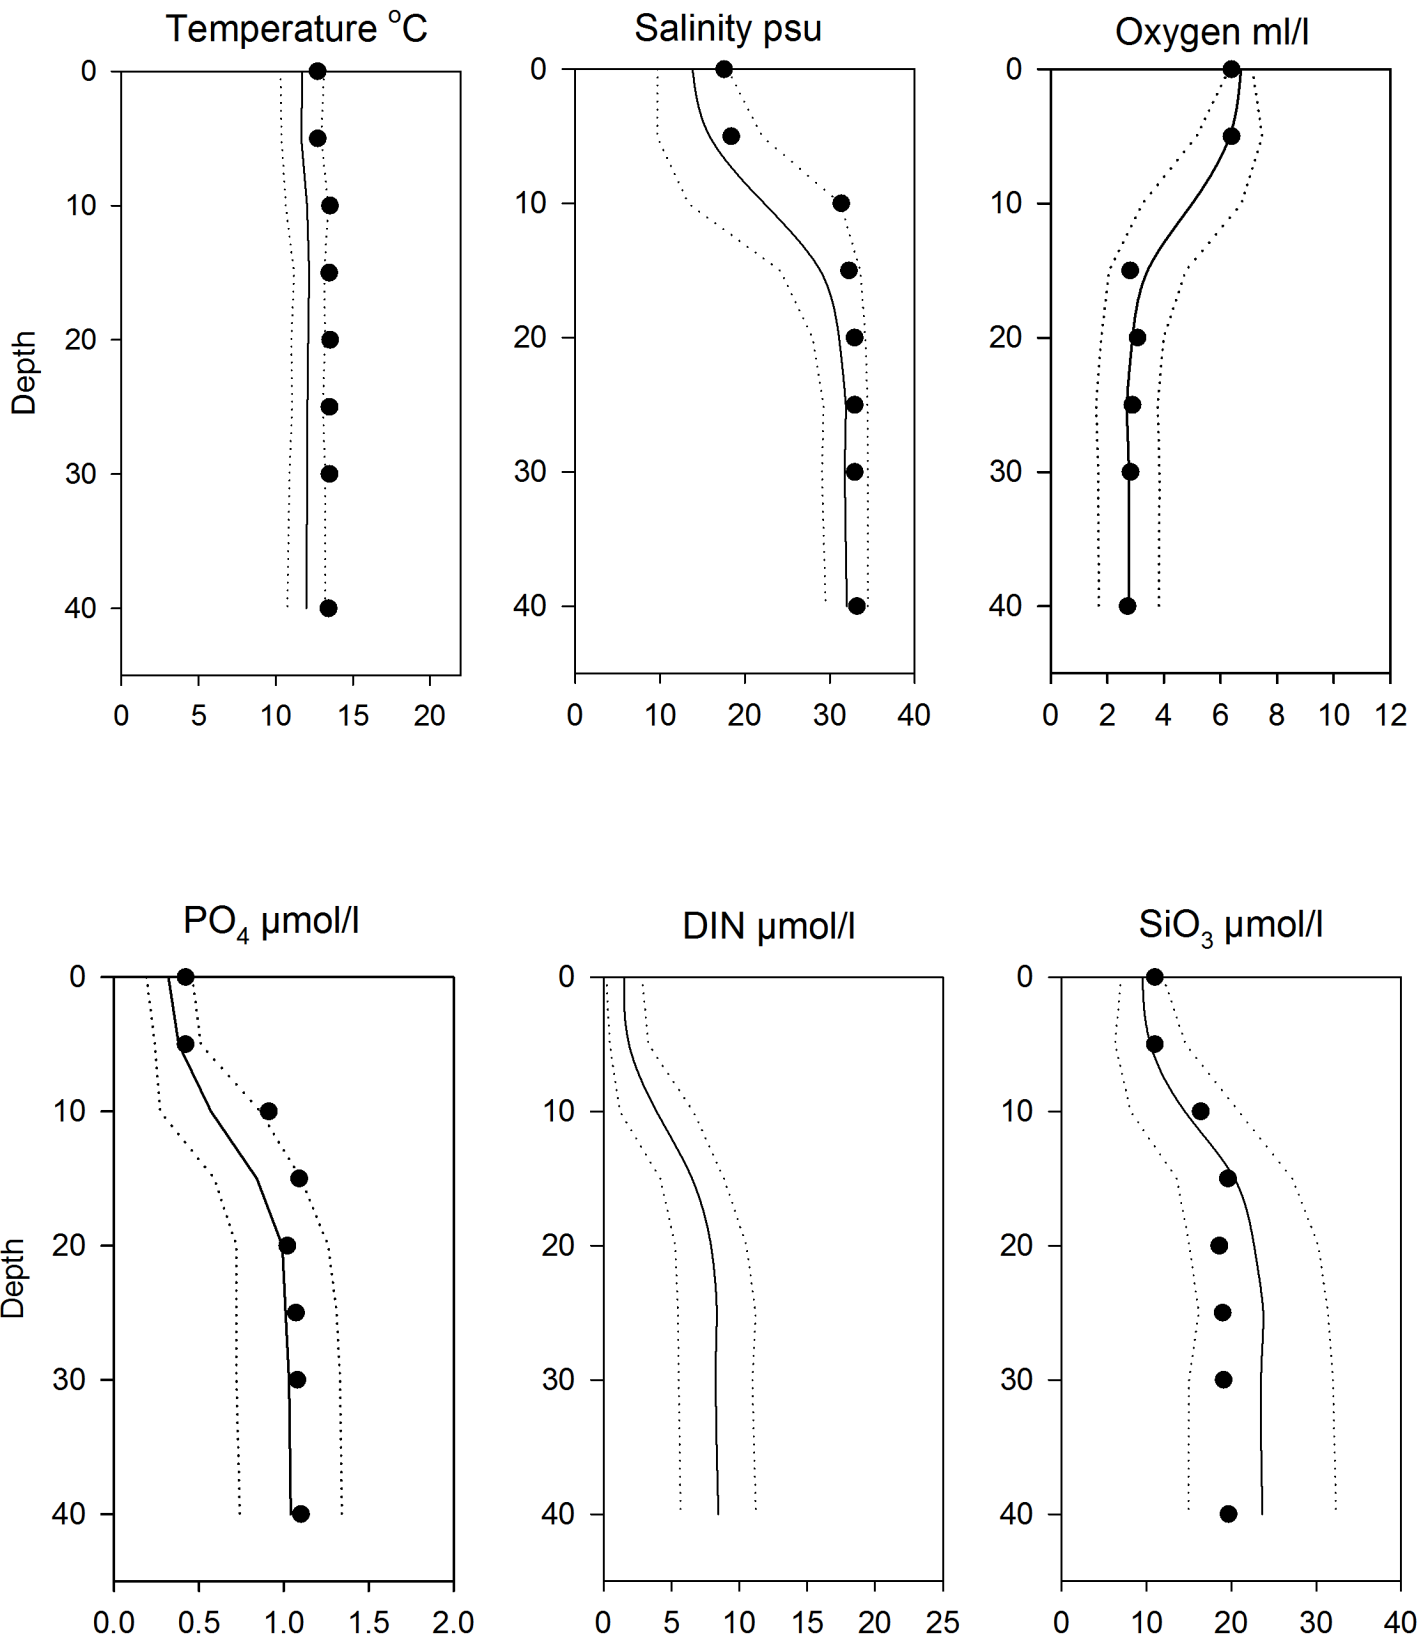 Temperature °C
Salinity psu
Oxygen ml/l
0
10
20
30
40
Depth
0 5 10 15 20
0
10
20
30
40
0 10 20 30 40
0
10
20
30
40
0 2 4 6 8 10 12
PO4 µmol/l
DIN µmol/l
SiO3 µmol/l
0
10
20
30
40
Depth
0.0 0.5 1.0 1.5 2.0
0
10
20
30
40
0 5 10 15 20 25
0
10
20
30
40
0 10 20 30 40